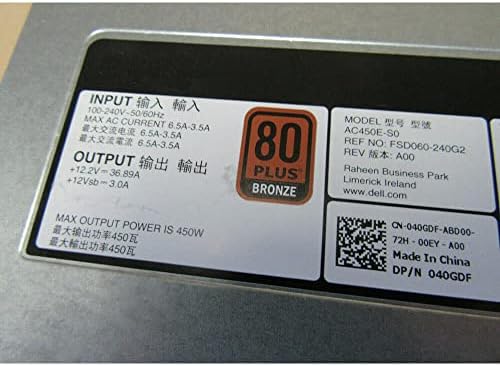 INPUT 输入 輸入
100-240V~50/60Hz
MAX AC CURRENT 6.5A-3.5A
最大交流电流 6.5A-3.5A
最大交流電流 6.5A-3.5A
OUTPUT 输出 輸出
+12.2V⎓36.89A
+12Vsb⎓3.0A
MAX OUTPUT POWER IS 450W
最大输出功率450瓦
最大輸出功率450瓦
80
PLUS®
BRONZE
MODEL 型号 型號
AC450E-S0
REF NO: FSD060-240G2
REV 版本: A00
Raheen Business Park
Limerick Ireland
www.dell.com
CN-040GDF-ABD00-
72H-00EY-A00
Made In China
DP/N 040GDF